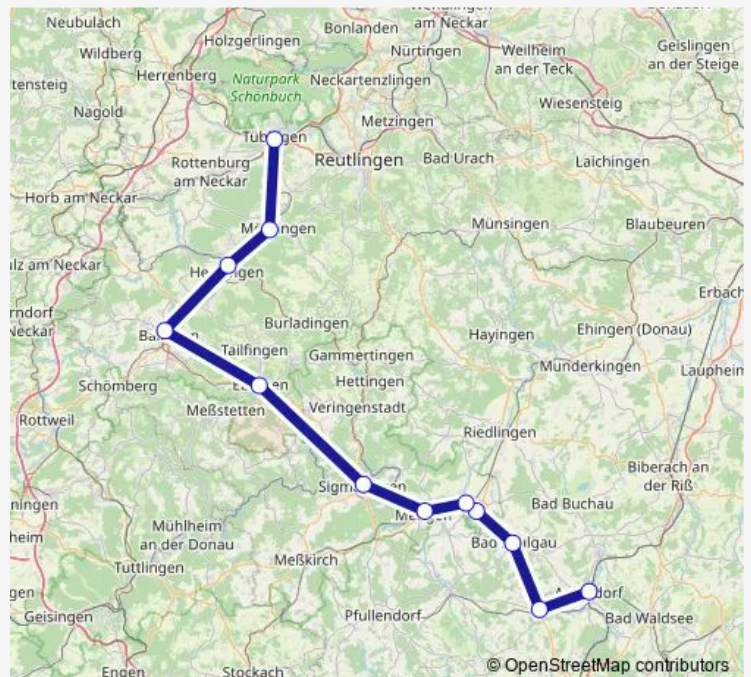 Neubulach
Bonlanden
am Neckar
Wildberg
Holzgerlingen
Nürtingen
Weilheim
an der Teck
Geislingen
an der Steige
Herrenberg
Naturpark
Schönbuch
Neckartenzlingen
Nagold
Wiesensteig
Metzingen
Rottenburg
am Neckar
Reutlingen
Bad Urach
Laichingen
Horb am Neckar
Münsingen
Blaubeuren
Burladingen
Hayingen
Ehingen (Donau)
Tailfingen
Gammertingen
Munderkingen
Schömberg
Hettingen
Meßstetten
Veringenstadt
Rottweil
Riedlingen
Biberach an
der Riß
Bad Buchau
Mühlheim
an der Donau
Meßkirch
Tuttlingen
Geisingen
Pfullendorf
Bad Waldsee
Stockach
© OpenStreetMap contributors